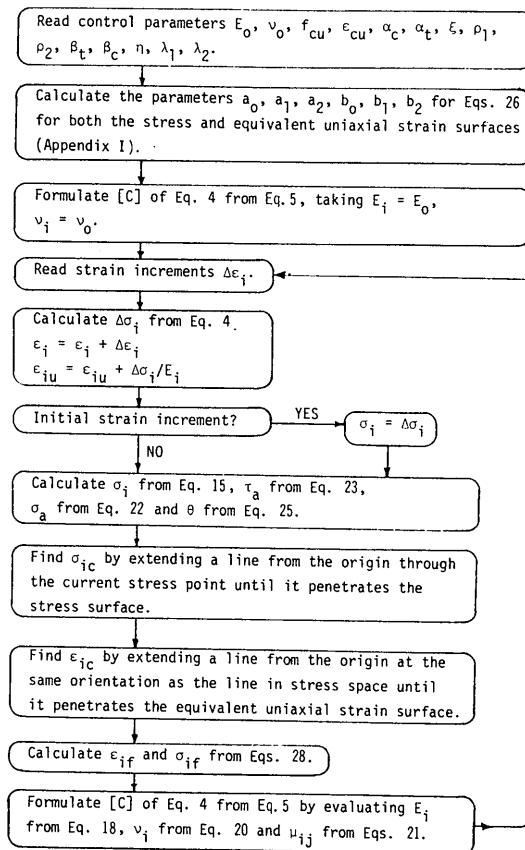 Read control parameters E_o, ν_o, f_cu, ε_cu, α_c, α_t, ξ, ρ_1,
ρ_2, β_t, β_c, η, λ_1, λ_2.
Calculate the parameters a_o, a_1, a_2, b_o, b_1, b_2 for Eqs. 26
for both the stress and equivalent uniaxial strain surfaces
(Appendix I).
Formulate [C] of Eq. 4 from Eq. 5, taking E_i = E_o,
ν_i = ν_o.
Read strain increments Δε_i.
Calculate Δσ_i from Eq. 4.
ε_i = ε_i + Δε_i
ε_iu = ε_iu + Δσ_i/E_i
Initial strain increment?
YES
σ_i = Δσ_i
NO
Calculate σ_i from Eq. 15, τ_a from Eq. 23,
σ_a from Eq. 22 and θ from Eq. 25.
Find σ_ic by extending a line from the origin through
the current stress point until it penetrates the
stress surface.
Find ε_ic by extending a line from the origin at the
same orientation as the line in stress space until
it penetrates the equivalent uniaxial strain surface.
Calculate ε_if and σ_if from Eqs. 28.
Formulate [C] of Eq. 4 from Eq. 5 by evaluating E_i
from Eq. 18, ν_i from Eq. 20 and μ_ij from Eqs. 21.